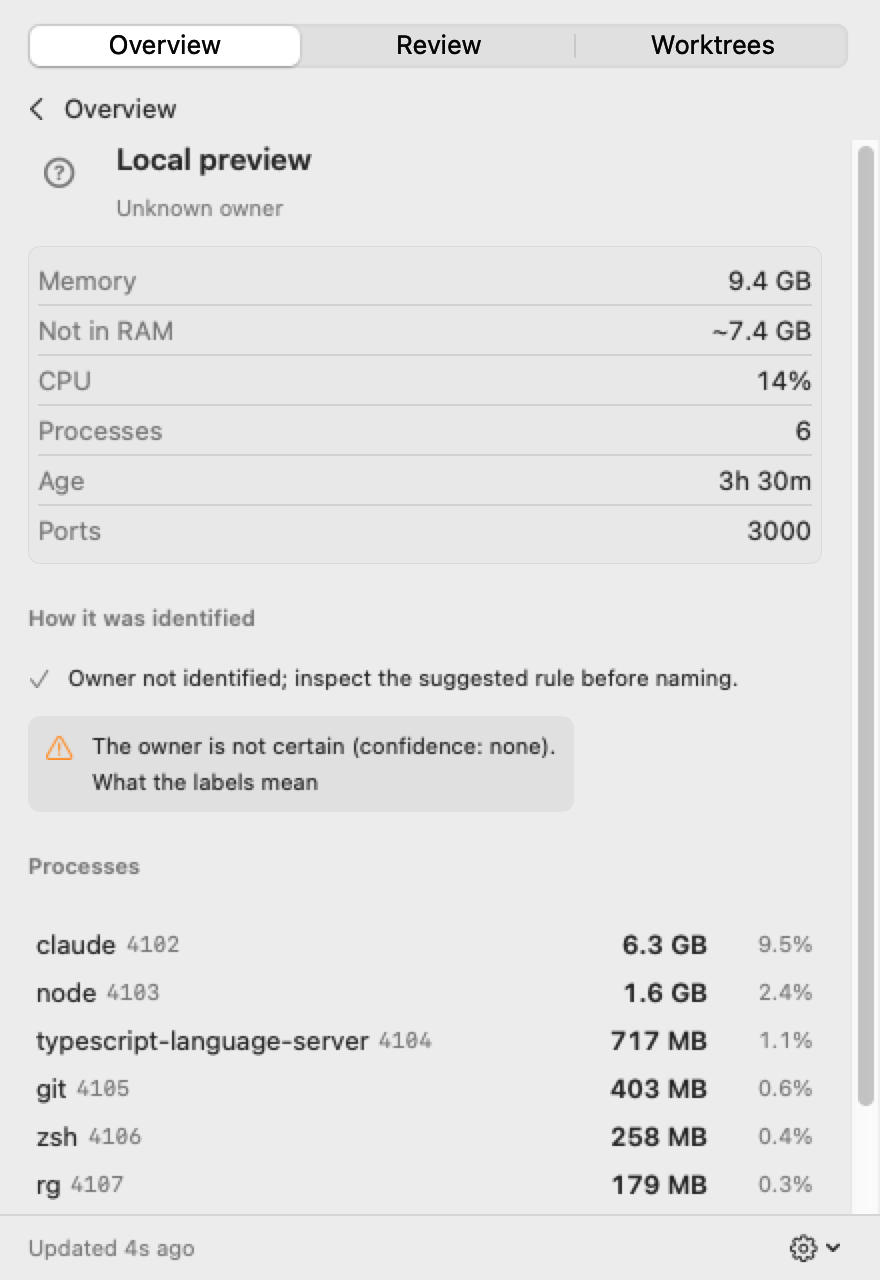 Overview
Review
Worktrees
Overview
Local preview
Unknown owner
Memory 9.4 GB
Not in RAM ~7.4 GB
CPU 14%
Processes 6
Age 3h 30m
Ports 3000
How it was identified
Owner not identified; inspect the suggested rule before naming.
The owner is not certain (confidence: none).
What the labels mean
Processes
claude 4102 6.3 GB 9.5%
node 4103 1.6 GB 2.4%
typescript-language-server 4104 717 MB 1.1%
git 4105 403 MB 0.6%
zsh 4106 258 MB 0.4%
rg 4107 179 MB 0.3%
Updated 4s ago